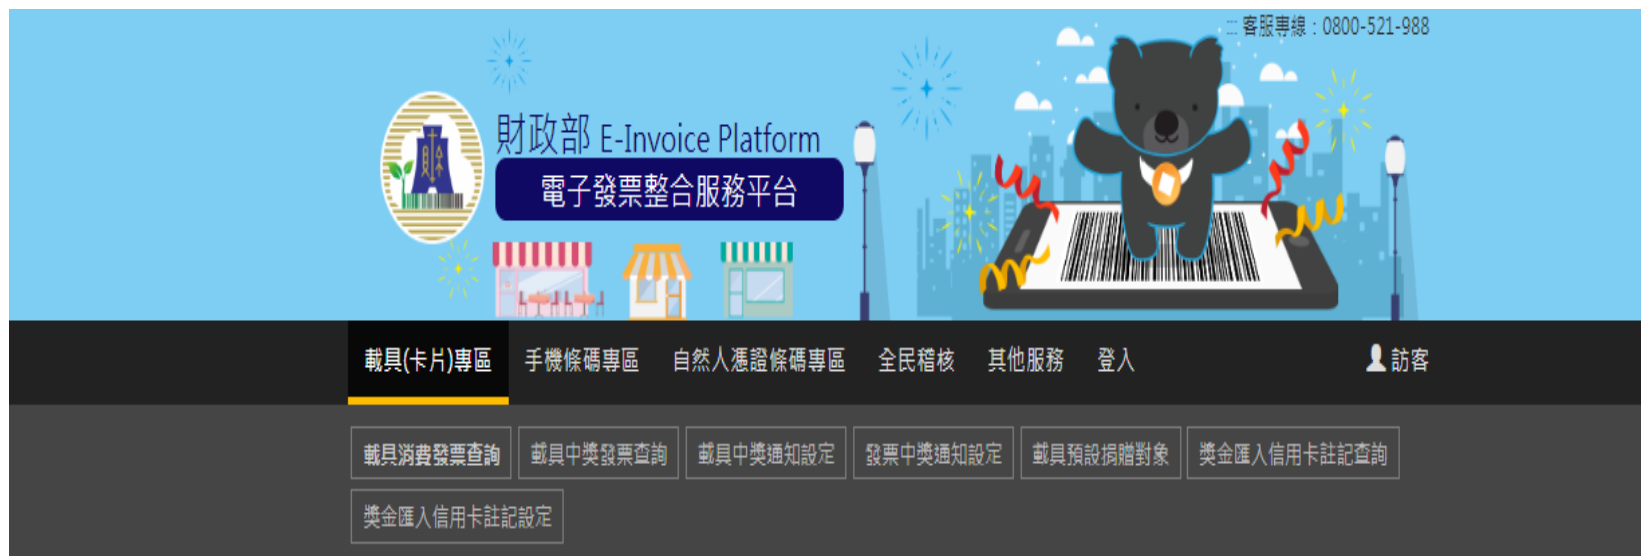 ::: 客服專線：0800-521-988
財政部 E-Invoice Platform
電子發票整合服務平台
載具(卡片)專區 手機條碼專區 自然人憑證條碼專區 全民稽核 其他服務 登入 訪客
載具消費發票查詢 載具中獎發票查詢 載具中獎通知設定 發票中獎通知設定 載具預設捐贈對象 獎金匯入信用卡註記查詢
獎金匯入信用卡註記設定